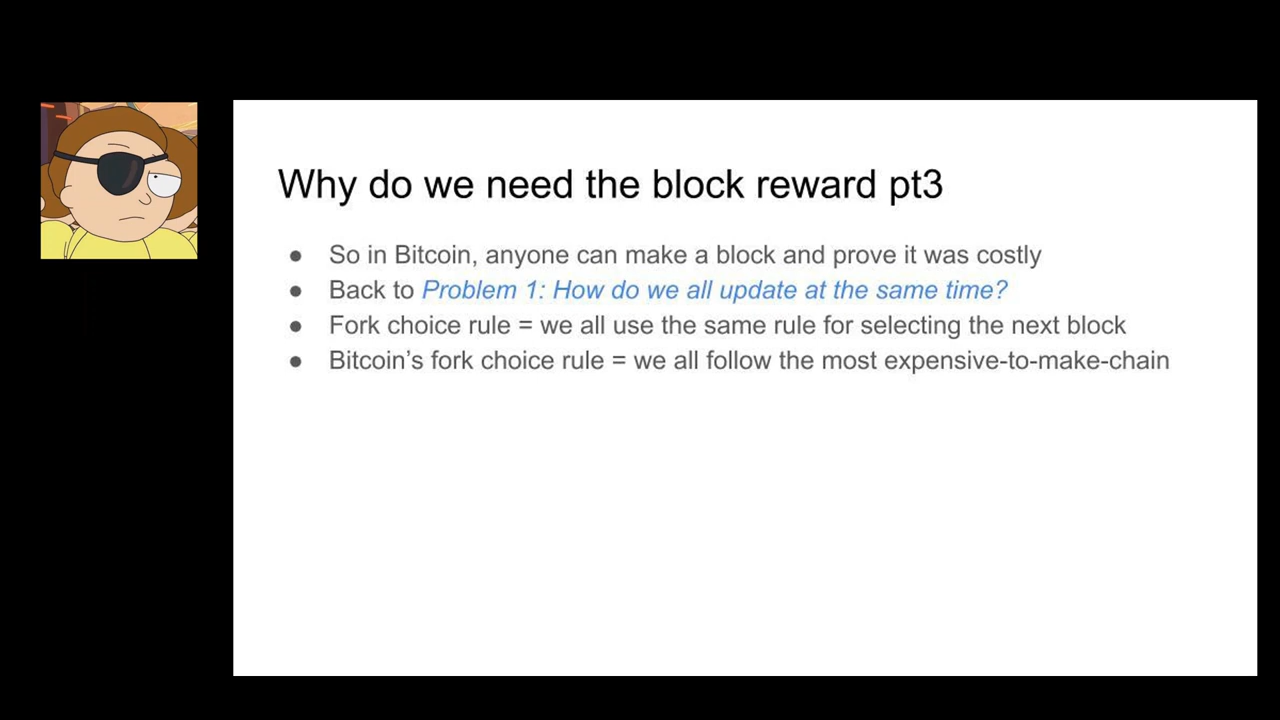 Why do we need the block reward pt3
● So in Bitcoin, anyone can make a block and prove it was costly
● Back to Problem 1: How do we all update at the same time?
● Fork choice rule = we all use the same rule for selecting the next block
● Bitcoin’s fork choice rule = we all follow the most expensive-to-make-chain